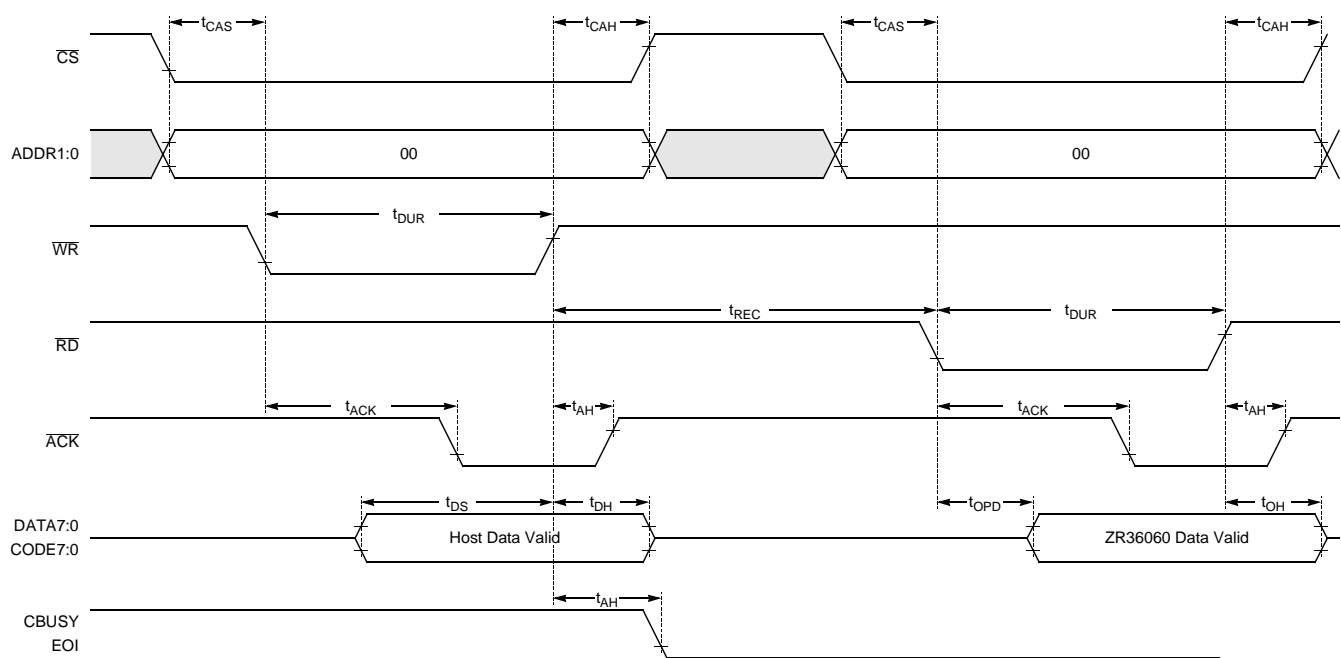 tCAS tCAH tCAS tCAH
CS
ADDR1:0 00 00
tDUR
WR
tREC tDUR
RD
tACK tAH tACK tAH
ACK
tDS tDH tOPD tOH
DATA7:0
CODE7:0
Host Data Valid ZR36060 Data Valid
tAH
CBUSY
EOI